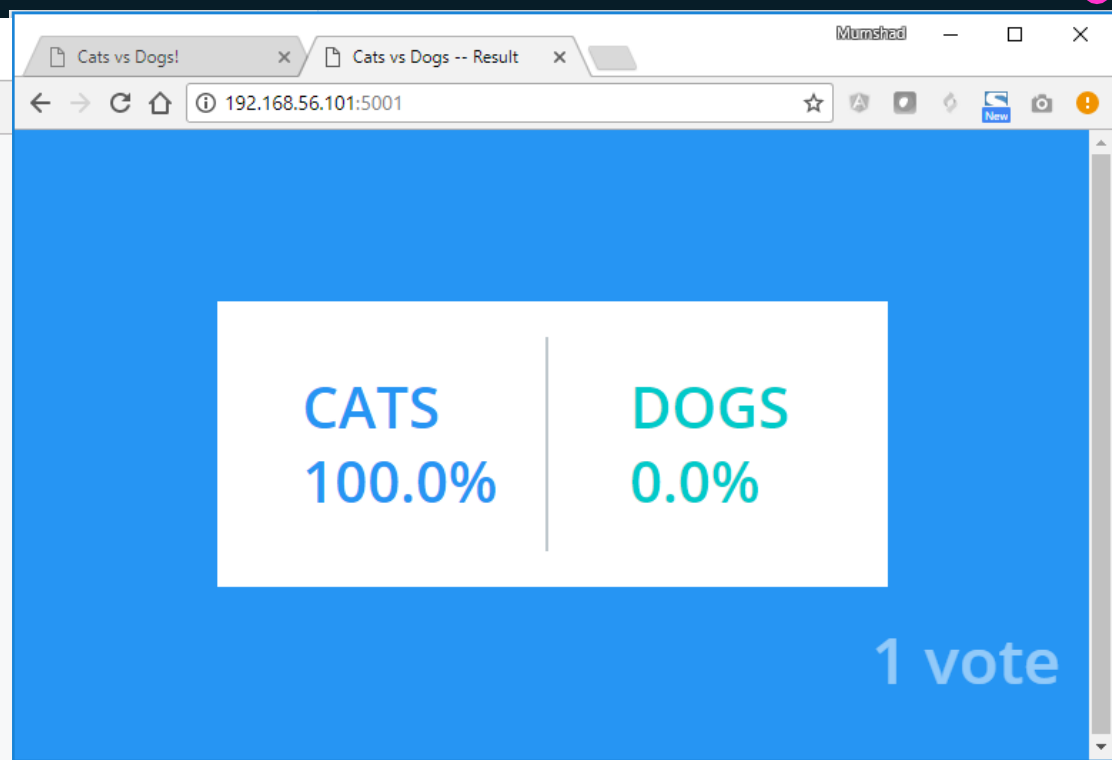 Mumshad
Cats vs Dogs!
Cats vs Dogs -- Result
192.168.56.101:5001
New
CATS
DOGS
100.0%
0.0%
1 vote